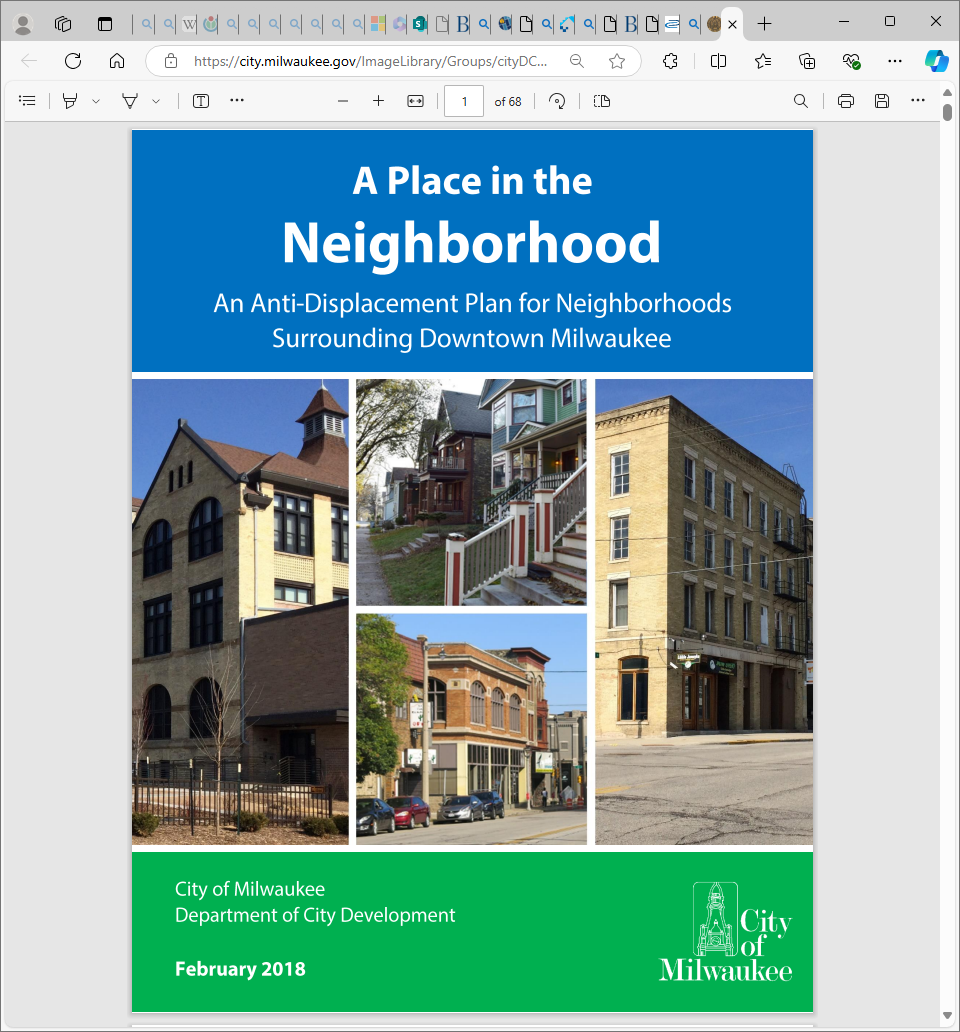 https://city.milwaukee.gov/ImageLibrary/Groups/cityDC...
1 of 68
A Place in the
Neighborhood
An Anti-Displacement Plan for Neighborhoods
Surrounding Downtown Milwaukee
City of Milwaukee
Department of City Development
February 2018
City
of
Milwaukee